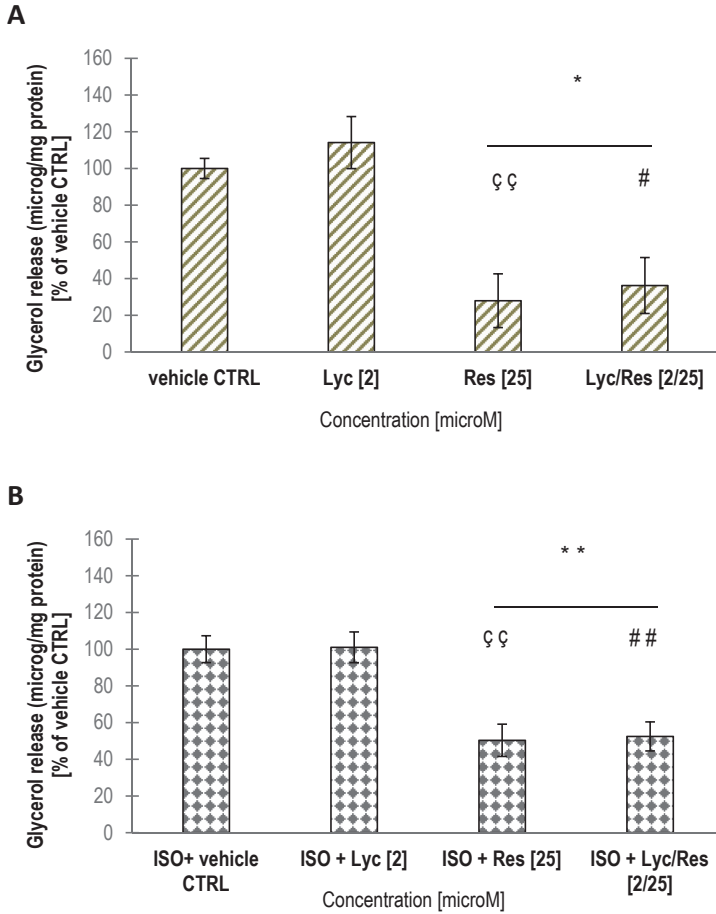 A
Glycerol release (microg/mg protein)
[% of vehicle CTRL]
160
140
120
100
80
60
40
20
0
*
ç ç
#
vehicle CTRL
Lyc [2]
Res [25]
Lyc/Res [2/25]
Concentration [microM]
B
Glycerol release (microg/mg protein)
[% of vehicle CTRL]
160
140
120
100
80
60
40
20
0
* *
ç ç
# #
ISO+ vehicle
CTRL
ISO + Lyc [2]
ISO + Res [25]
ISO + Lyc/Res
[2/25]
Concentration [microM]